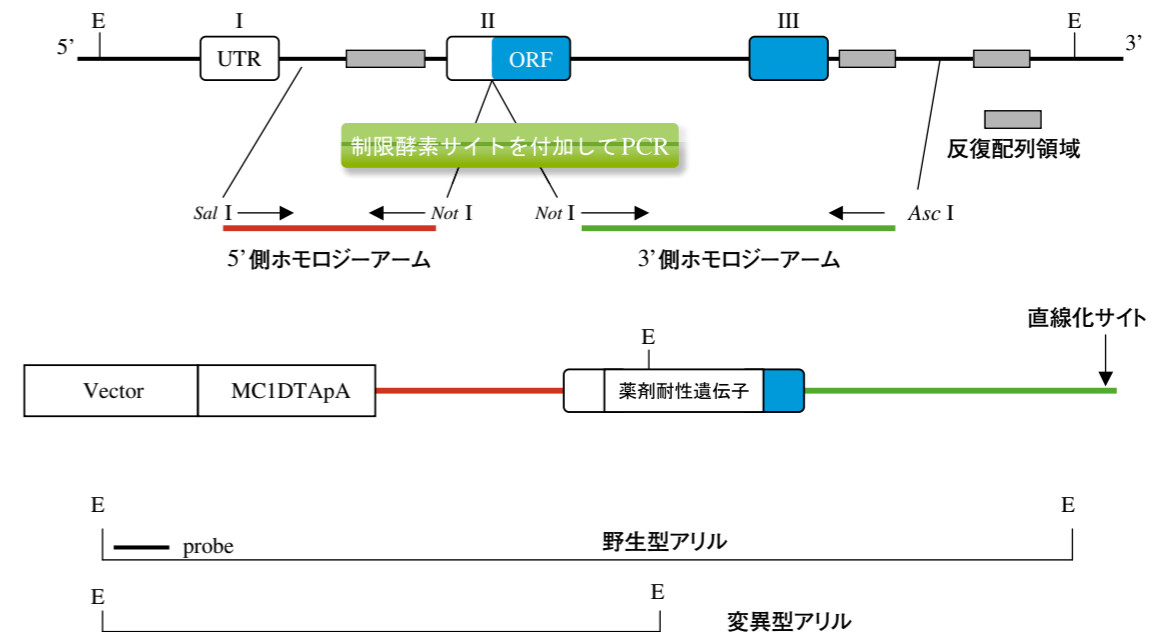 E I II III E
5’ UTR ORF 3’
制限酵素サイトを付加してPCR
反復配列領域
Sal I Not I Not I Asc I
5’側ホモロジーアーム 3’側ホモロジーアーム
直線化サイト
E
Vector MC1DTApA 薬剤耐性遺伝子
E E
probe 野生型アリル
E E
変異型アリル